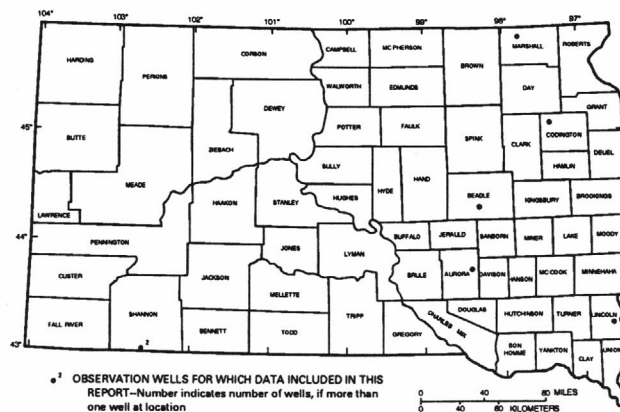 104° 103° 102° 101° 100° 99° 98° 97°
HARDING
PERKINS
CORSON
CAMPBELL
MC PHERSON
BROWN
MARSHALL
ROBERTS
WALWORTH
EDMUNDS
DAY
DEWEY
GRANT
45°
BUTTE
ZIEBACH
POTTER
FAULK
SPINK
CLARK
CODINGTON
DEUEL
HAMLIN
MEADE
SULLY
HYDE
HAND
HAAKON
STANLEY
HUGHES
BEADLE
KINGSBURY
BROOKINGS
LAWRENCE
44°
PENNINGTON
JONES
LYMAN
BUFFALO
JERAULD
SANBORN
MINER
LAKE
MOODY
CUSTER
JACKSON
BRULE
AURORA
DAVISON
HANSON
MC COOK
MINNEHAHA
SHANNON
MELLETTE
TRIPP
DOUGLAS
HUTCHINSON
TURNER
LINCOLN
FALL RIVER
BENNETT
TODD
GREGORY
CHARLES MIX
BON HOMME
YANKTON
CLAY
UNION
43°
2
2 OBSERVATION WELLS FOR WHICH DATA INCLUDED IN THIS
REPORT—Number indicates number of wells, if more than
one well at location
0 40 80 MILES
0 40 80 KILOMETERS